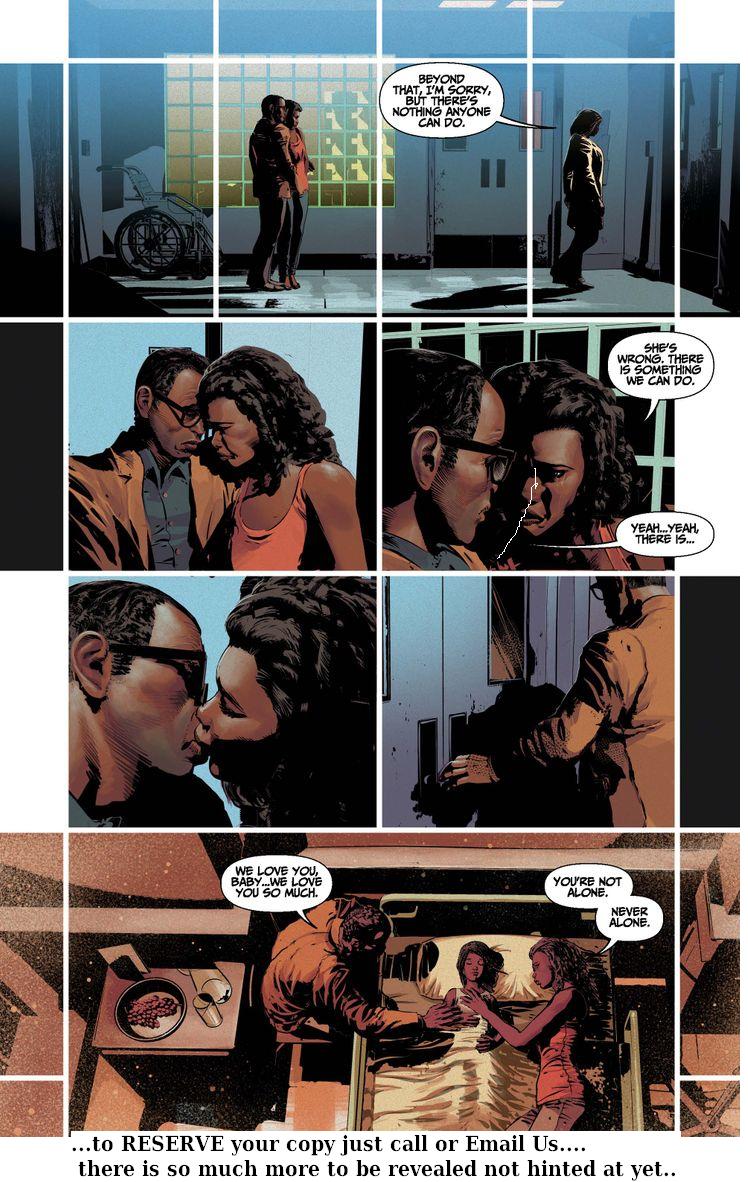 BEYOND
THAT, I'M SORRY,
BUT THERE'S
NOTHING ANYONE
CAN DO.
SHE'S
WRONG. THERE
IS SOMETHING
WE CAN DO.
YEAH...YEAH,
THERE IS...
WE LOVE YOU,
BABY...WE LOVE
YOU SO MUCH.
YOU'RE NOT
ALONE.
NEVER
ALONE.
...to RESERVE your copy just call or Email Us....
there is so much more to be revealed not hinted at yet..